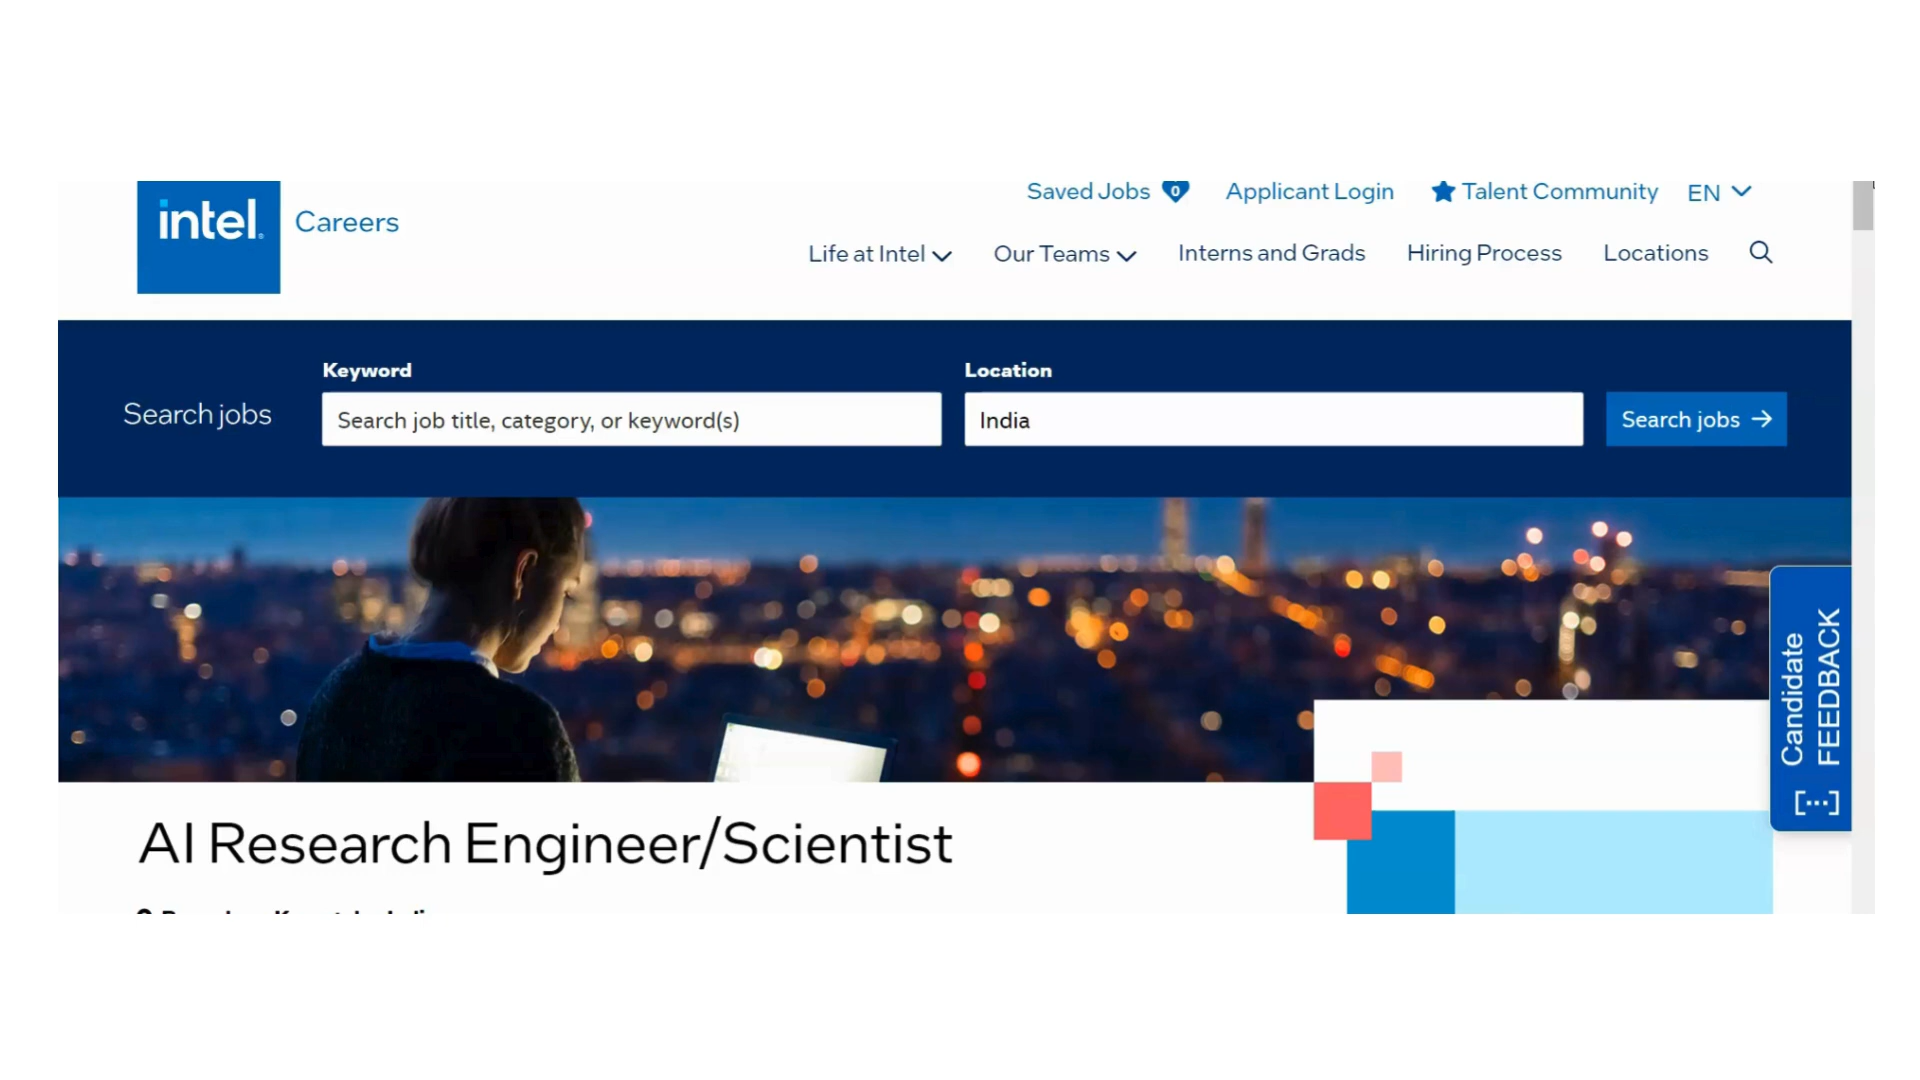 Saved Jobs 0 Applicant Login Talent Community EN
intel. Careers
Life at Intel Our Teams Interns and Grads Hiring Process Locations
Keyword
Location
Search jobs
Search job title, category, or keyword(s)
India
Search jobs →
Candidate
FEEDBACK
AI Research Engineer/Scientist